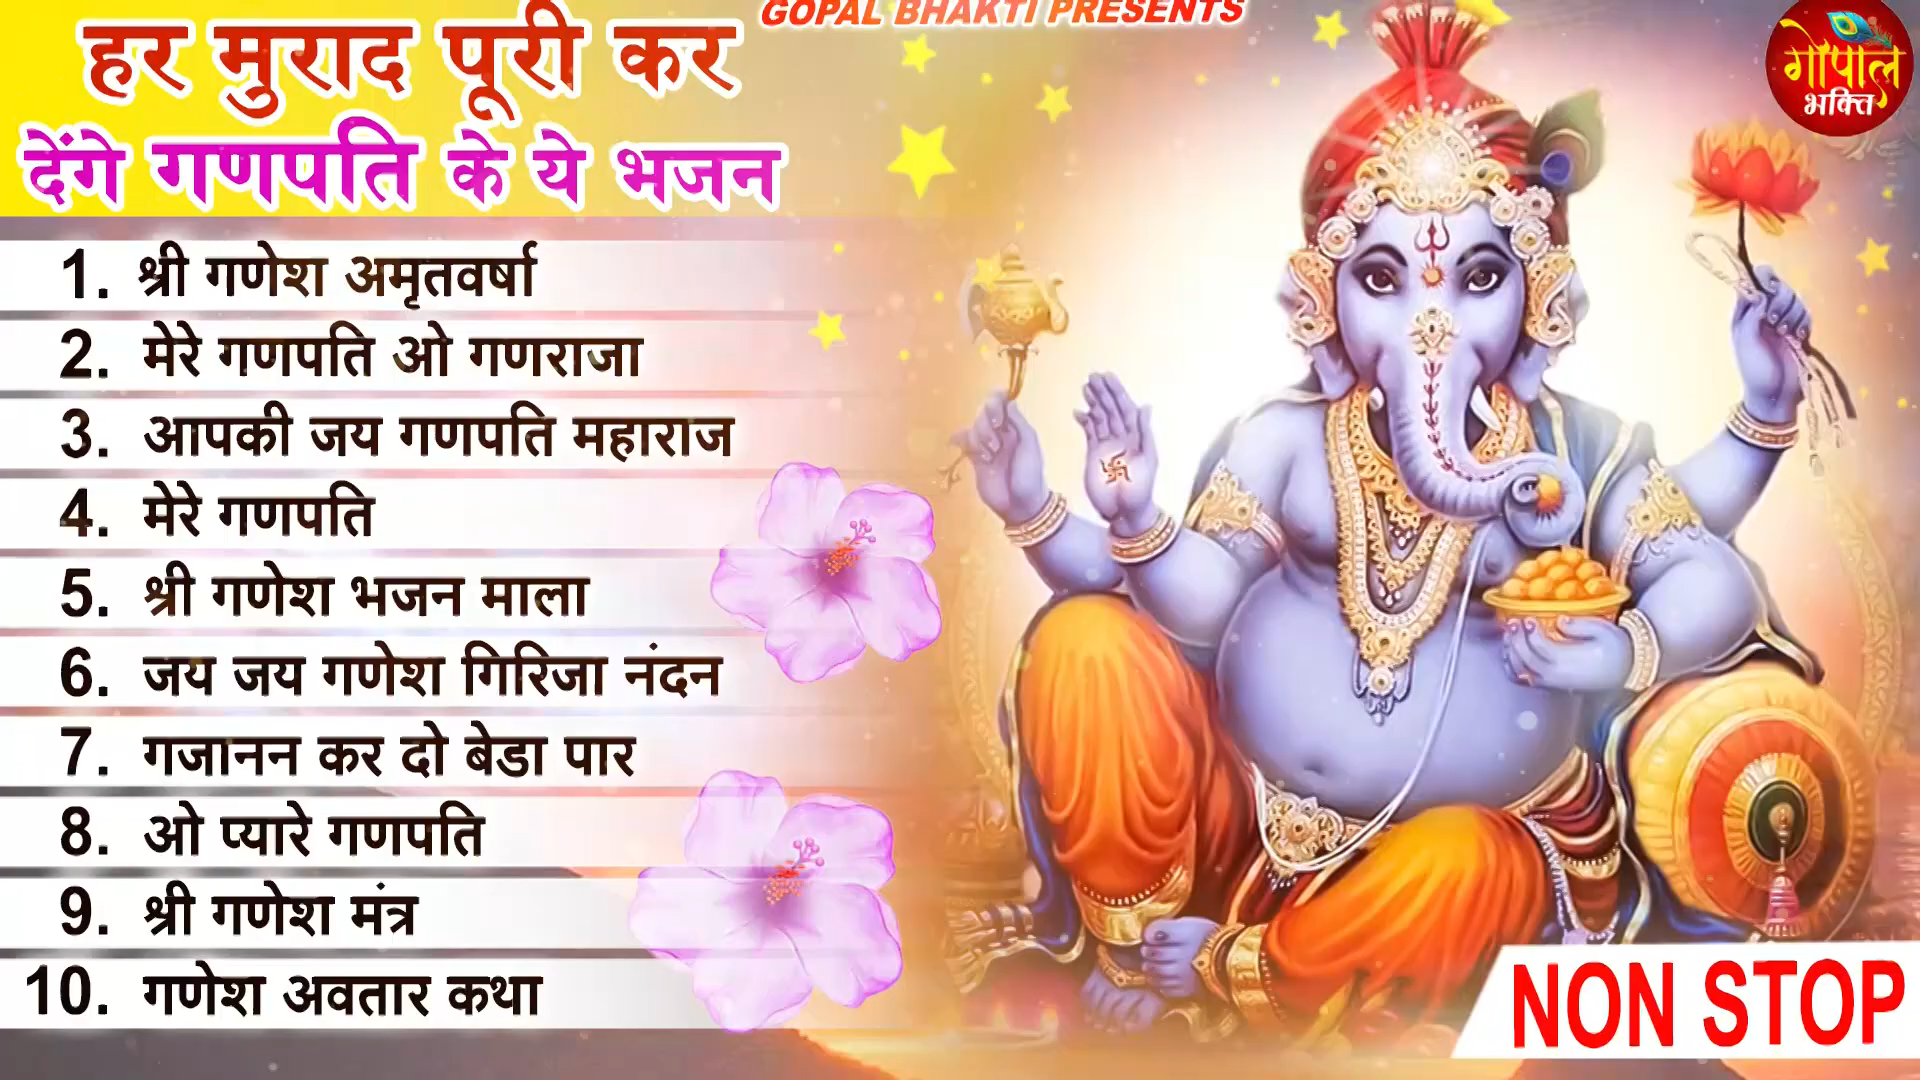 GOPAL BHAKTI PRESENTS
गोपाल
भक्ति
हर मुराद पूरी कर
देंगे गणपति के ये भजन
1. श्री गणेश अमृतवर्षा
2. मेरे गणपति ओ गणराजा
3. आपकी जय गणपति महाराज
4. मेरे गणपति
5. श्री गणेश भजन माला
6. जय जय गणेश गिरिजा नंदन
7. गजानन कर दो बेडा पार
8. ओ प्यारे गणपति
9. श्री गणेश मंत्र
10. गणेश अवतार कथा
NON STOP